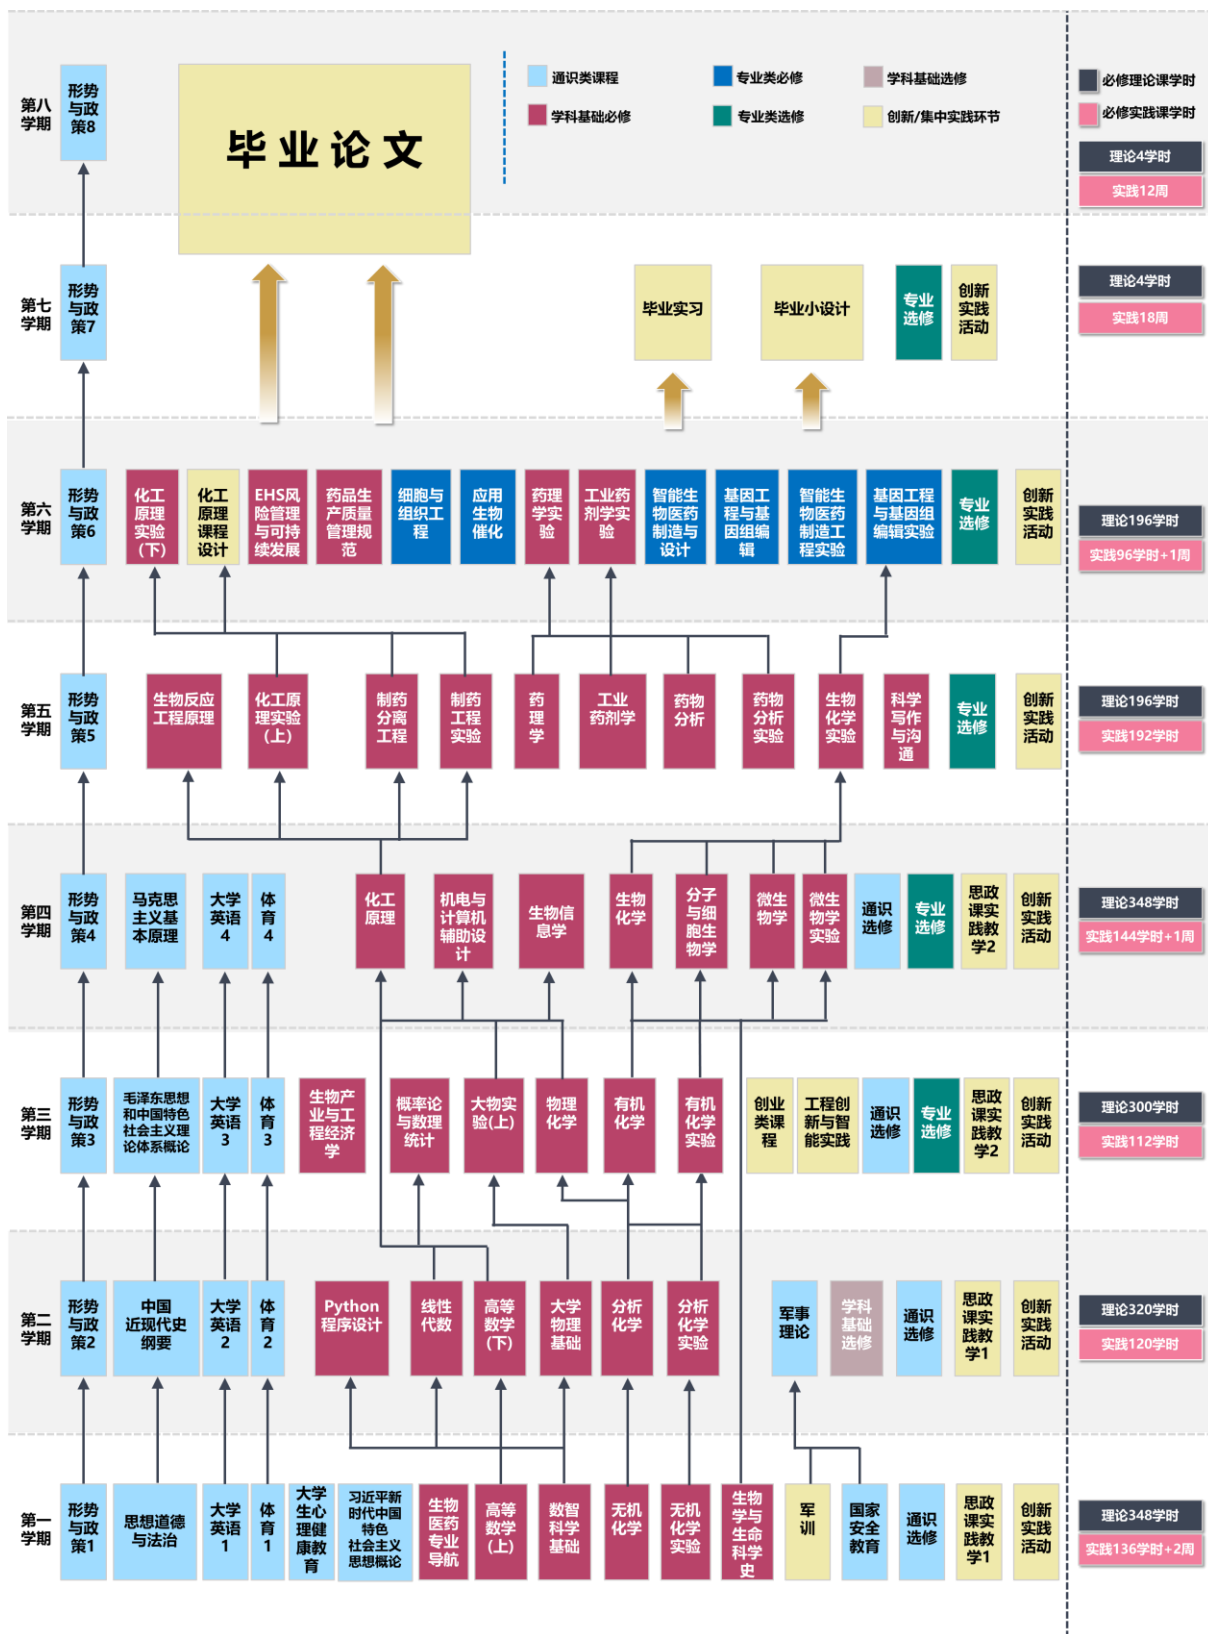 第八
学期
形势
与政
策8
毕业论文
通识类课程
专业类必修
学科基础选修
学科基础必修
专业类选修
创新/集中实践环节
必修理论课学时
必修实践课学时
理论4学时
实践12周
第七
学期
形势
与政
策7
毕业实习
毕业小设计
专业
选修
创新
实践
活动
理论4学时
实践18周
第六
学期
形势
与政
策6
化工
原理
实验
(下)
化工
原理
课程
设计
EHS风
险管理
与可持
续发展
药品生
产质量
管理规
范
细胞与
组织工
程
应用
生物
催化
药理
学实
验
工业药
剂学实
验
智能生
物医药
制造与
设计
基因工
程与基
因组编
辑
智能生
物医药
制造工
程实验
基因工程
与基因组
编辑实验
专业
选修
创新
实践
活动
理论196学时
实践96学时+1周
第五
学期
形势
与政
策5
生物反应
工程原理
化工原
理实验
(上)
制药
分离
工程
制药
工程
实验
药
理
学
工业
药剂学
药物
分析
药物
分析
实验
生物
化学
实验
科学
写作
与沟
通
专业
选修
创新
实践
活动
理论196学时
实践192学时
第四
学期
形势
与政
策4
马克思
主义基
本原理
大学
英语
4
体
育
4
化工
原理
机电与
计算机
辅助设
计
生物信
息学
生物
化学
分子
与细
胞生
物学
微生
物学
微生
物学
实验
通识
选修
专业
选修
思政
课实
践教
学2
创新
实践
活动
理论348学时
实践144学时+1周
第三
学期
形势
与政
策3
毛泽东思想
和中国特色
社会主义理
论体系概论
大学
英语
3
体
育
3
生物产
业与工
程经济
学
概率论
与数理
统计
大物实
验(上)
物理
化学
有机
化学
有机
化学
实验
创业
类课
程
工程创
新与智
能实践
通识
选修
专业
选修
思政
课实
践教
学2
创新
实践
活动
理论300学时
实践112学时
第二
学期
形势
与政
策2
中国
近现代史
纲要
大学
英语
2
体
育
2
Python
程序设计
线性
代数
高等
数学
(下)
大学
物理
基础
分析
化学
分析
化学
实验
军事
理论
学科
基础
选修
通识
选修
思政
课实
践教
学1
创新
实践
活动
理论320学时
实践120学时
第一
学期
形势
与政
策1
思想道德
与法治
大学
英语
1
体
育
1
大学
生心
理健
康教
育
习近平新
时代中国
特色
社会主义
思想概论
生物
医药
专业
导航
高等
数学
(上)
数智
科学
基础
无机
化学
无机
化学
实验
生物
学与
生命
科学
史
军
训
国家
安全
教育
通识
选修
思政
课实
践教
学1
创新
实践
活动
理论348学时
实践136学时+2周